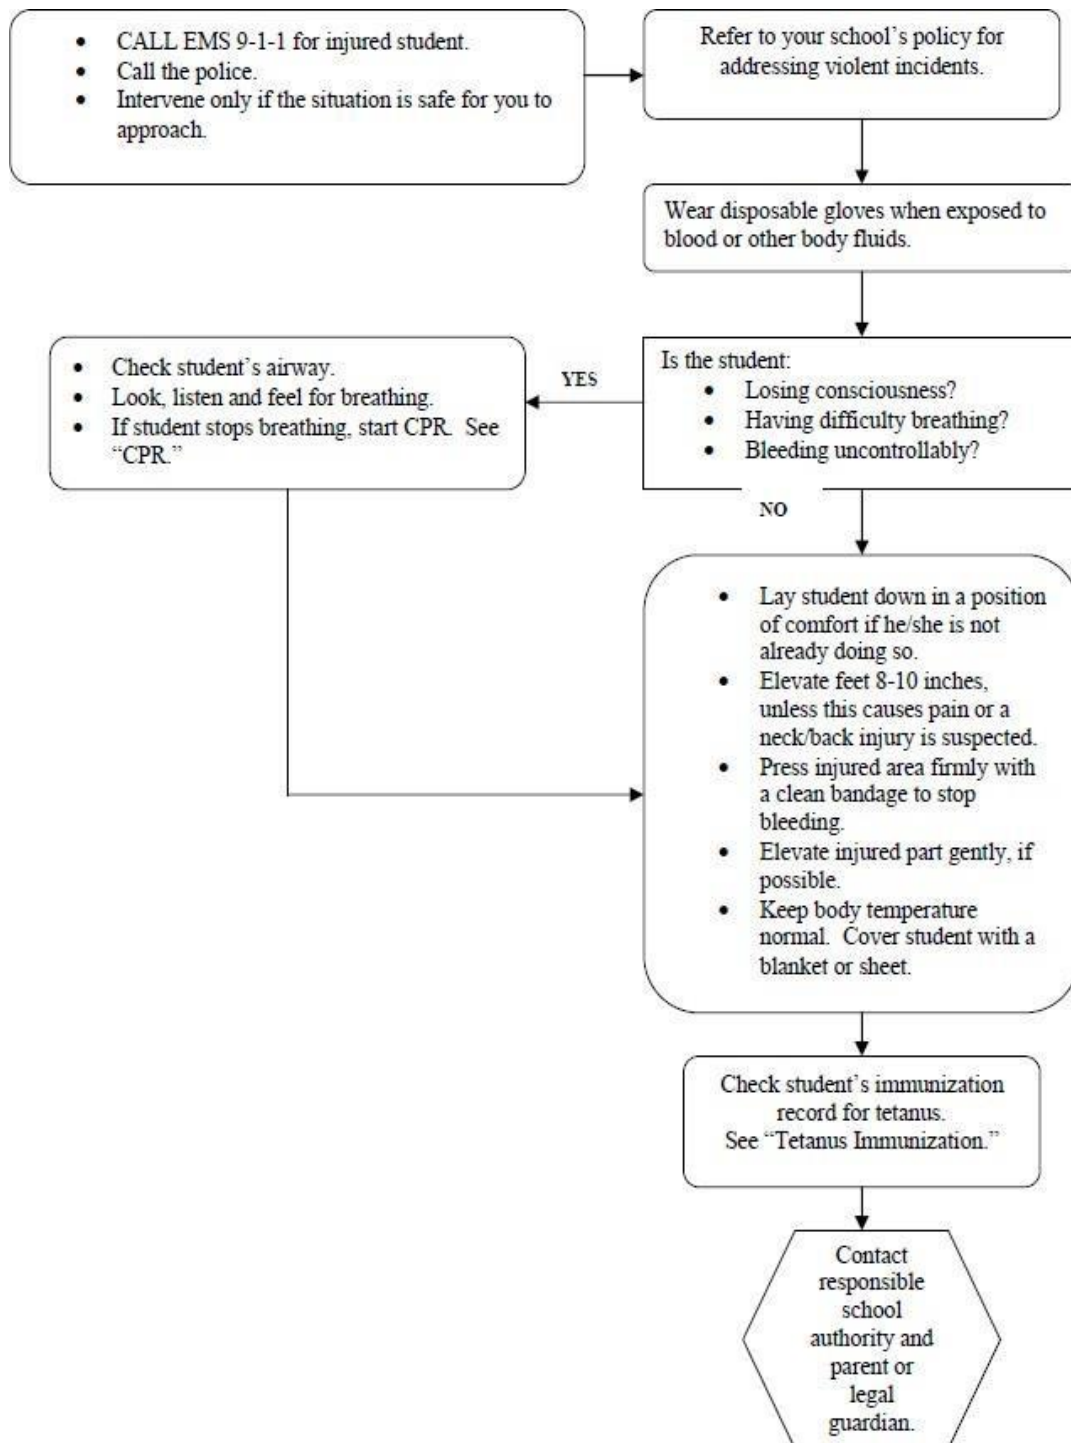 • CALL EMS 9-1-1 for injured student.
• Call the police.
• Intervene only if the situation is safe for you to
approach.
Refer to your school’s policy for
addressing violent incidents.
Wear disposable gloves when exposed to
blood or other body fluids.
Is the student:
• Losing consciousness?
• Having difficulty breathing?
• Bleeding uncontrollably?
YES
• Check student’s airway.
• Look, listen and feel for breathing.
• If student stops breathing, start CPR. See
“CPR.”
NO
• Lay student down in a position
of comfort if he/she is not
already doing so.
• Elevate feet 8-10 inches,
unless this causes pain or a
neck/back injury is suspected.
• Press injured area firmly with
a clean bandage to stop
bleeding.
• Elevate injured part gently, if
possible.
• Keep body temperature
normal. Cover student with a
blanket or sheet.
Check student’s immunization
record for tetanus.
See “Tetanus Immunization.”
Contact
responsible
school
authority and
parent or
legal
guardian.